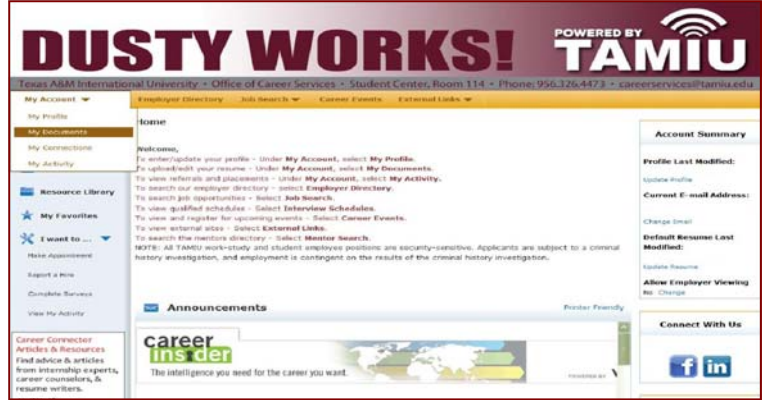 DUSTY WORKS!
POWERED BY
TAMIU
Texas A&M International University • Office of Career Services • Student Center, Room 114 • Phone: 956.326.4473 • careerservices@tamiu.edu
My Account
Employer Directory
Job Search
Career Events
External Links
My Profile
My Documents
My Connections
My Activity
Resource Library
My Favorites
I want to ...
Make Appointment
Report a Hire
Complete Surveys
View My Activity
Career Connector
Articles & Resources
Find advice & articles
from internship experts,
career counselors, &
resume writers.
Home
Welcome,
To enter/update your profile - Under My Account, select My Profile.
To upload/edit your resume - Under My Account, select My Documents.
To view referrals and placements - Under My Account, select My Activity.
To search our employer directory - select Employer Directory.
To search job opportunities - Select Job Search.
To view qualified schedules - Select Interview Schedules.
To view and register for upcoming events - Select Career Events.
To view external sites - Select External Links.
To search the mentors directory - Select Mentor Search.
NOTE: All TAMIU work-study and student employee positions are security-sensitive. Applicants are subject to a criminal
history investigation, and employment is contingent on the results of the criminal history investigation.
Announcements
Printer Friendly
career
insider
The intelligence you need for the career you want.
POWERED BY V
Account Summary
Profile Last Modified:
Update Profile
Current E-mail Address:
Change Email
Default Resume Last
Modified:
Update Resume
Allow Employer Viewing
No Change
Connect With Us
f in